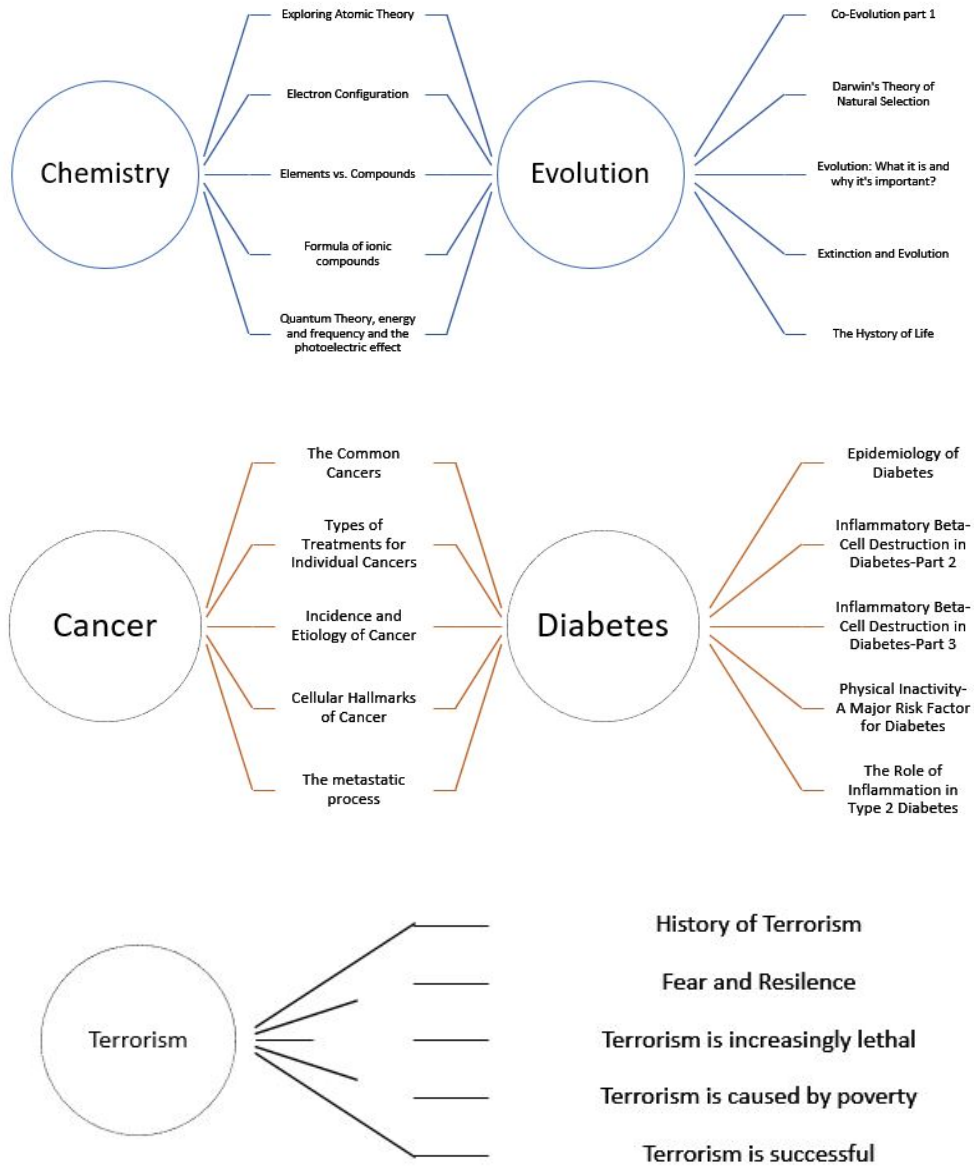 Chemistry
Exploring Atomic Theory
Electron Configuration
Elements vs. Compounds
Formula of ionic
compounds
Quantum Theory, energy
and frequency and the
photoelectric effect
Evolution
Co-Evolution part 1
Darwin's Theory of
Natural Selection
Evolution: What it is and
why it's important?
Extinction and Evolution
The Hystory of Life
Cancer
The Common
Cancers
Types of
Treatments for
Individual Cancers
Incidence and
Etiology of Cancer
Cellular Hallmarks
of Cancer
The metastatic
process
Diabetes
Epidemiology of
Diabetes
Inflammatory Beta-
Cell Destruction in
Diabetes-Part 2
Inflammatory Beta-
Cell Destruction in
Diabetes-Part 3
Physical Inactivity-
A Major Risk Factor
for Diabetes
The Role of
Inflammation in
Type 2 Diabetes
Terrorism
History of Terrorism
Fear and Resilence
Terrorism is increasingly lethal
Terrorism is caused by poverty
Terrorism is successful